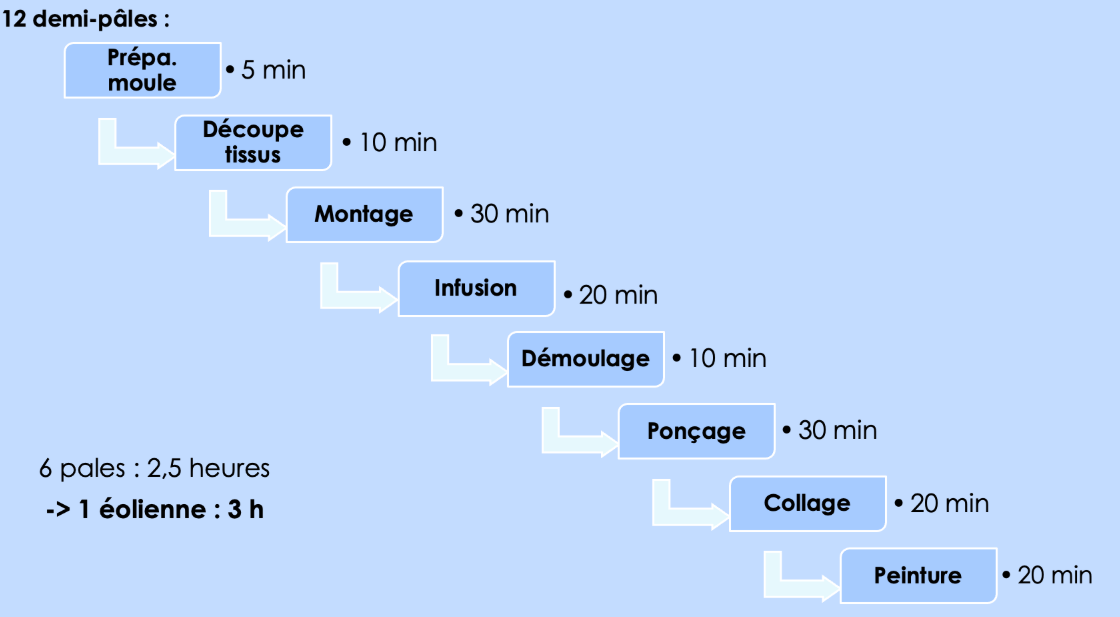 12 demi-pâles :
Prépa.
moule
• 5 min
Découpe
tissus
• 10 min
Montage
• 30 min
Infusion
• 20 min
Démoulage
• 10 min
Ponçage
• 30 min
6 pales : 2,5 heures
-> 1 éolienne : 3 h
Collage
• 20 min
Peinture
• 20 min